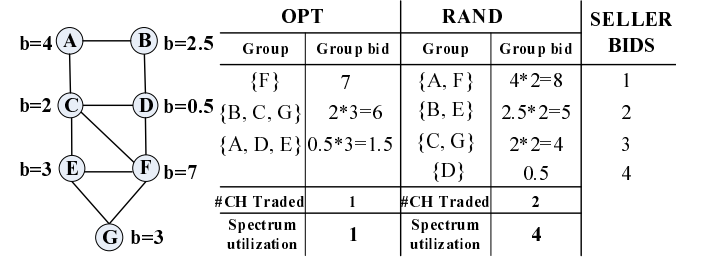 OPT RAND SELLER BIDS
Group Group bid Group Group bid
b=4 A B b=2.5
{F} 7 {A, F} 4*2=8 1
b=2 C D b=0.5 {B, C, G} 2*3=6 {B, E} 2.5*2=5 2
{A, D, E} 0.5*3=1.5 {C, G} 2*2=4 3
b=3 E F b=7 {D} 0.5 4
#CH Traded 1 #CH Traded 2
G b=3 Spectrum utilization 1 Spectrum utilization 4